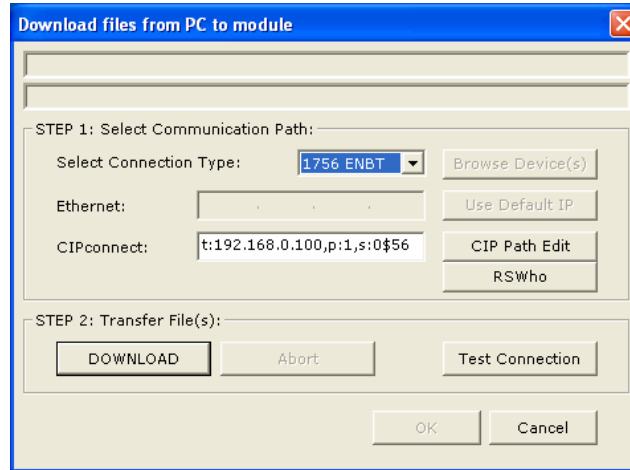 Download files from PC to module
STEP 1: Select Communication Path:
Select Connection Type: 1756 ENBT Browse Device(s)
Ethernet: . . . Use Default IP
CIPconnect: t:192.168.0.100,p:1,s:0$56 CIP Path Edit
RSWho
STEP 2: Transfer File(s):
DOWNLOAD Abort Test Connection
OK Cancel